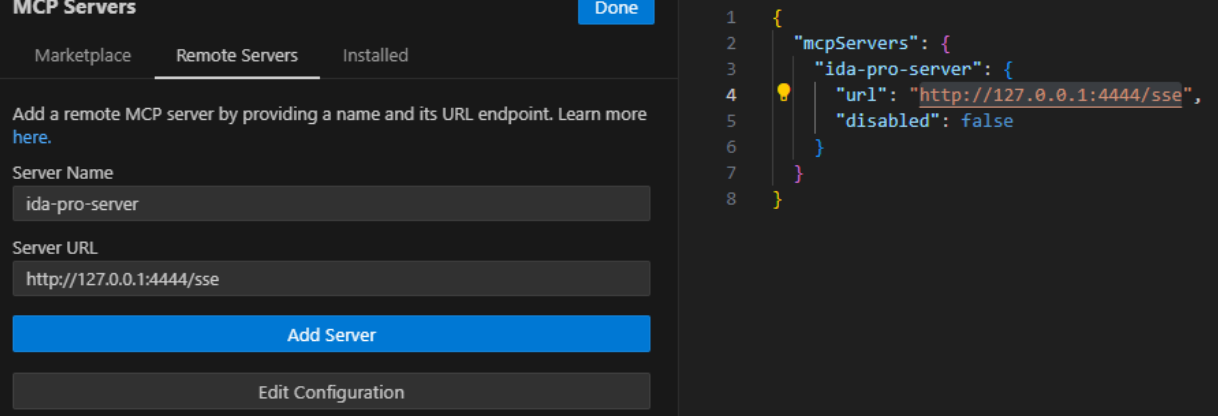 MCP Servers
Done
Marketplace Remote Servers Installed
Add a remote MCP server by providing a name and its URL endpoint. Learn more
here.
Server Name
ida-pro-server
Server URL
http://127.0.0.1:4444/sse
Add Server
Edit Configuration
1 {
2 "mcpServers": {
3 "ida-pro-server": {
4 "url": "http://127.0.0.1:4444/sse",
5 "disabled": false
6 }
7 }
8 }